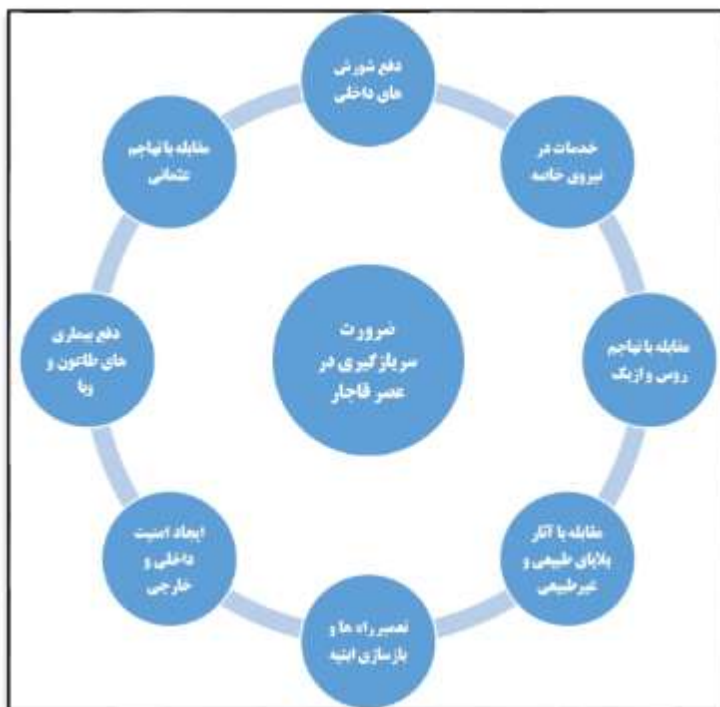 دفع شورش
های داخلی
خدمات در
نیروی خاصه
مقابله با تهاجم
روس و ازبک
مقابله با آثار
بلایای طبیعی و
غیرطبیعی
تعمیر راه ها و
بازسازی ابنیه
ایجاد امنیت
داخلی و
خارجی
دفع بیماری
های طاعون و
وبا
مقابله با تهاجم
عثمانی
ضرورت
سربازگیری در
عصر قاجار